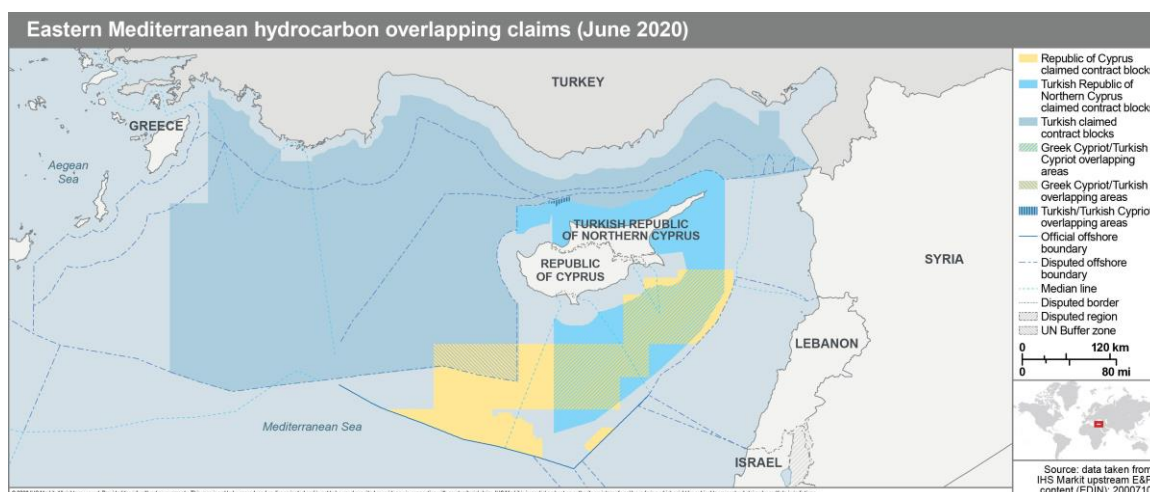 Eastern Mediterranean hydrocarbon overlapping claims (June 2020)
TURKEY
GREECE
Aegean
Sea
TURKISH REPUBLIC
OF NORTHERN CYPRUS
REPUBLIC
OF CYPRUS
SYRIA
LEBANON
Mediterranean Sea
ISRAEL
Republic of Cyprus
claimed contract blocks
Turkish Republic of
Northern Cyprus
claimed contract blocks
Turkish claimed
contract blocks
Greek Cypriot/Turkish
Cypriot overlapping
areas
Greek Cypriot/Turkish
overlapping areas
Turkish/Turkish Cypriot
overlapping areas
Official offshore
boundary
Disputed offshore
boundary
Median line
Disputed border
Disputed region
UN Buffer zone
0 120 km
0 80 mi
Source: data taken from
IHS Markit upstream E&P
content (EDIN): 2000710